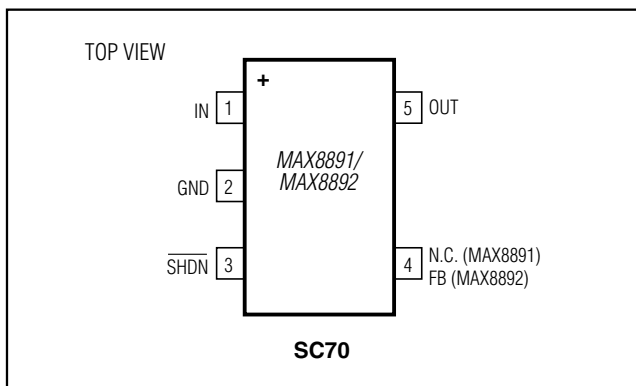 TOP VIEW
+
IN 1
5 OUT
MAX8891/
MAX8892
GND 2
SHDN 3
4 N.C. (MAX8891)
FB (MAX8892)
SC70